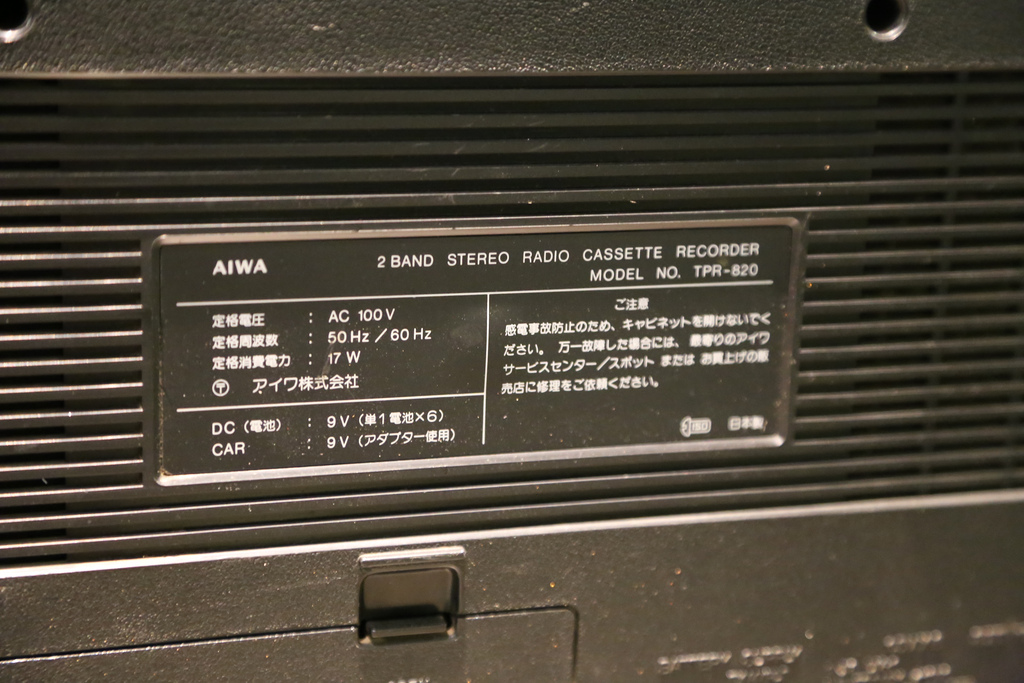 AIWA
2 BAND STEREO RADIO CASSETTE RECORDER
MODEL NO. TPR-820
定格電圧 : AC 100V
定格周波数 : 50Hz/60Hz
定格消費電力 : 17W
〒 アイワ株式会社
DC(電池) : 9V(単1電池×6)
CAR : 9V(アダプター使用)
ご注意
感電事故防止のため、キャビネットを開けないでく
ださい。万一故障した場合には、最寄りのアイワ
サービスセンター/スポット または お買上げの販
売店に修理をご依頼ください。
日本製